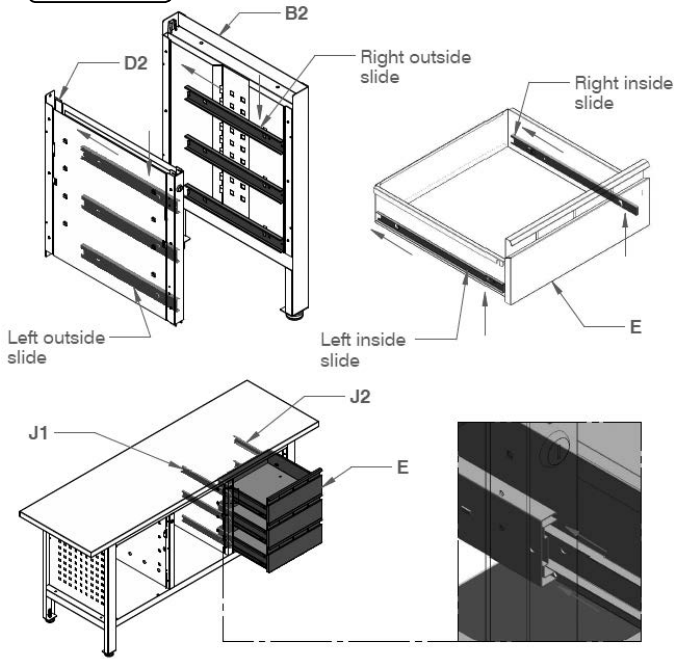 B2
D2
Right outside
slide
Right inside
slide
Left outside
slide
Left inside
slide
E
J2
J1
E